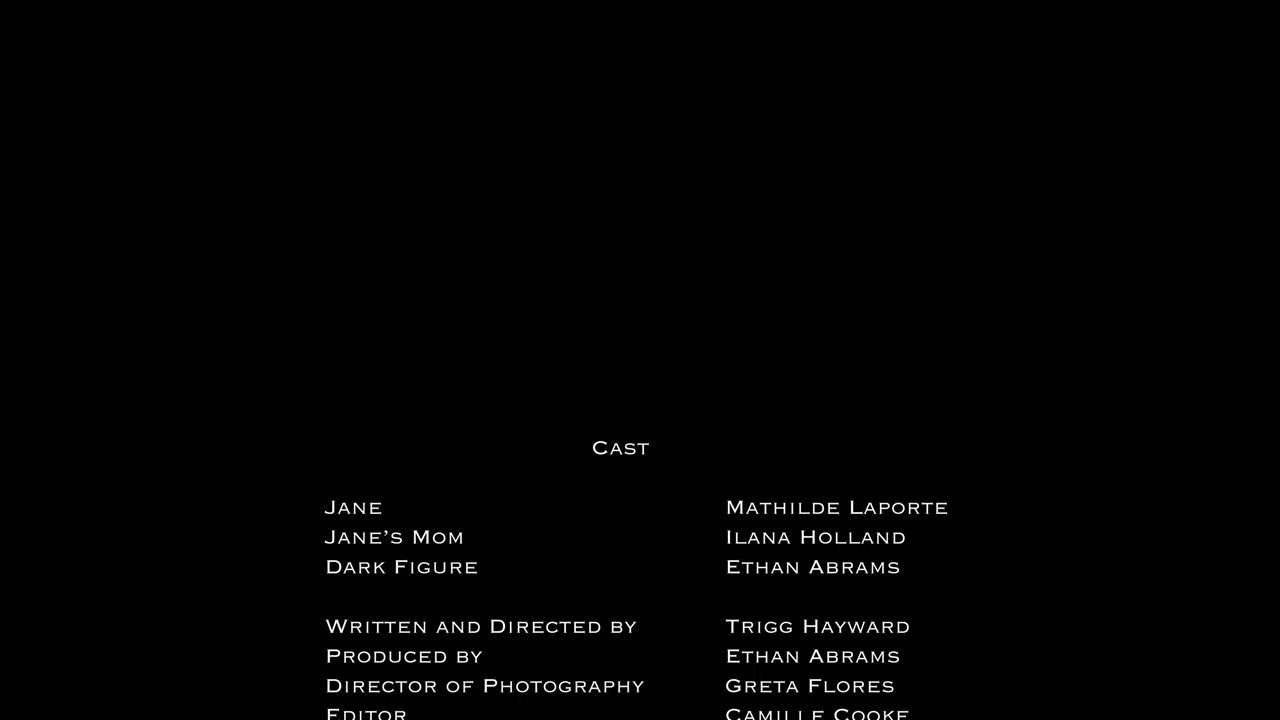 Cast
Jane Mathilde Laporte
Jane's Mom Ilana Holland
Dark Figure Ethan Abrams
Written and Directed by Trigg Hayward
Produced by Ethan Abrams
Director of Photography Greta Flores
Editor Camille Cooke